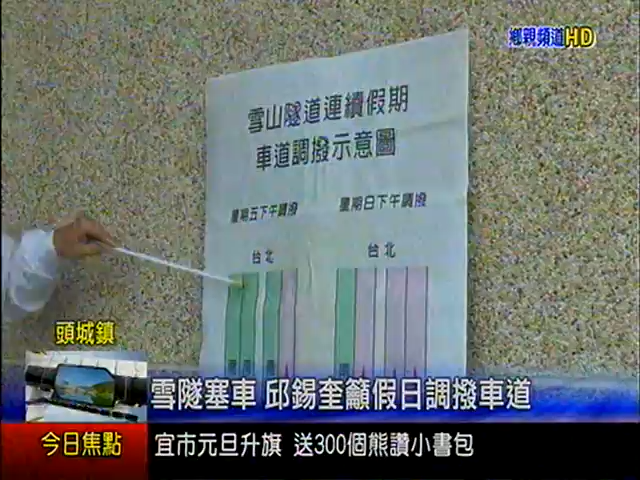 鄉親頻道HD
雪山隧道連續假期
車道調撥示意圖
星期五下午調撥
星期日下午調撥
台北
台北
頭城鎮
雪隧塞車 邱錫奎籲假日調撥車道
今日焦點
宜市元旦升旗 送300個熊讚小書包